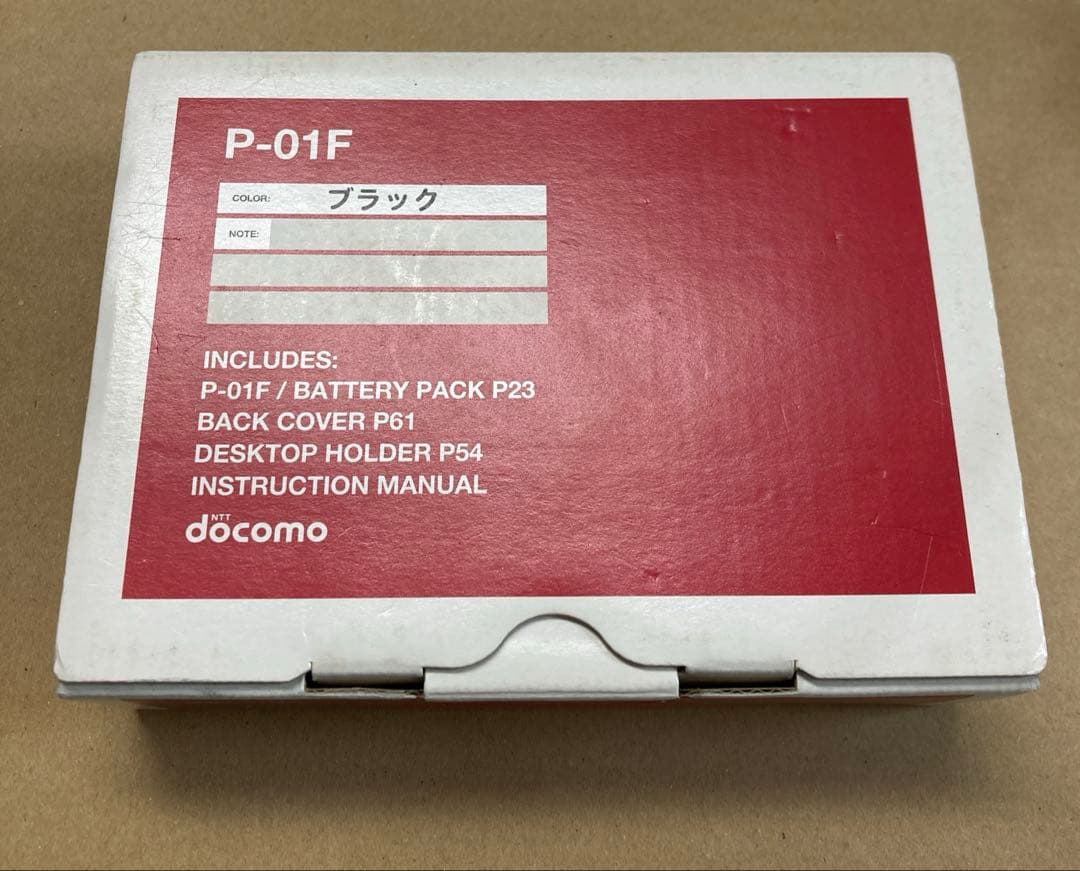 P-01F
COLOR: ブラック
NOTE:
INCLUDES:
P-01F / BATTERY PACK P23
BACK COVER P61
DESKTOP HOLDER P54
INSTRUCTION MANUAL
NTT
docomo